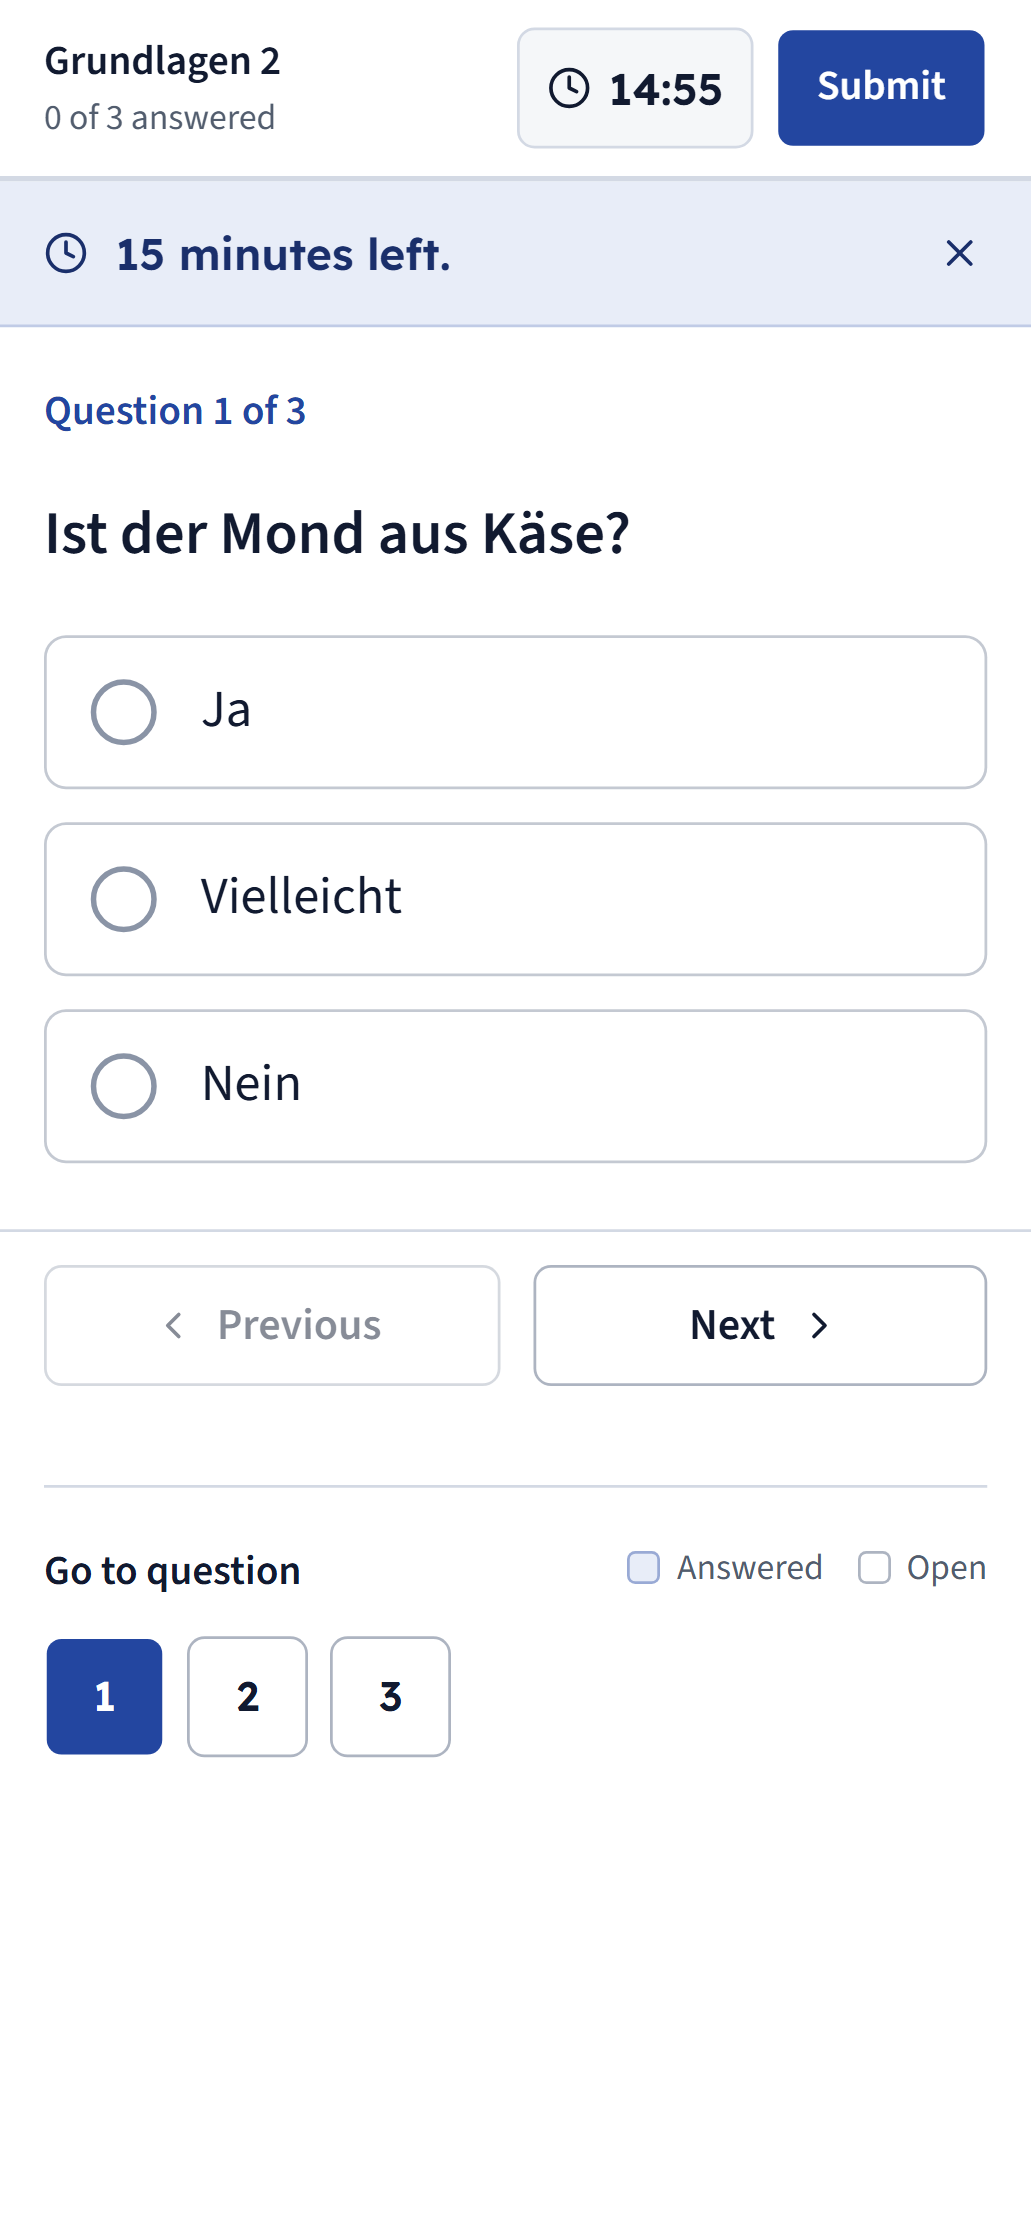 Grundlagen 2
0 of 3 answered
14:55
Submit
15 minutes left.
Question 1 of 3
Ist der Mond aus Käse?
Ja
Vielleicht
Nein
Previous
Next
Go to question
Answered
Open
1
2
3